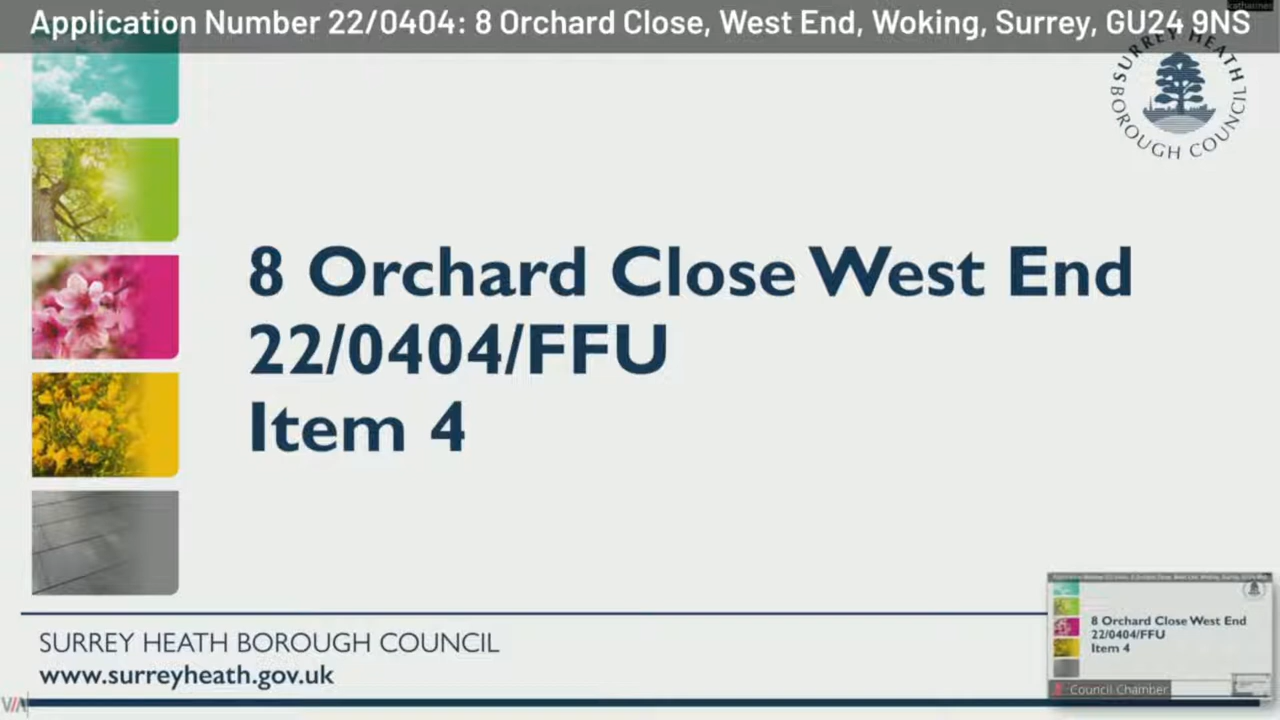 Application Number 22/0404: 8 Orchard Close, West End, Woking, Surrey, GU24 9NS
SURREY HEATH
BOROUGH COUNCIL
8 Orchard Close West End
22/0404/FFU
Item 4
SURREY HEATH BOROUGH COUNCIL
www.surreyheath.gov.uk
8 Orchard Close West End
22/0404/FFU
Item 4
Council Chamber